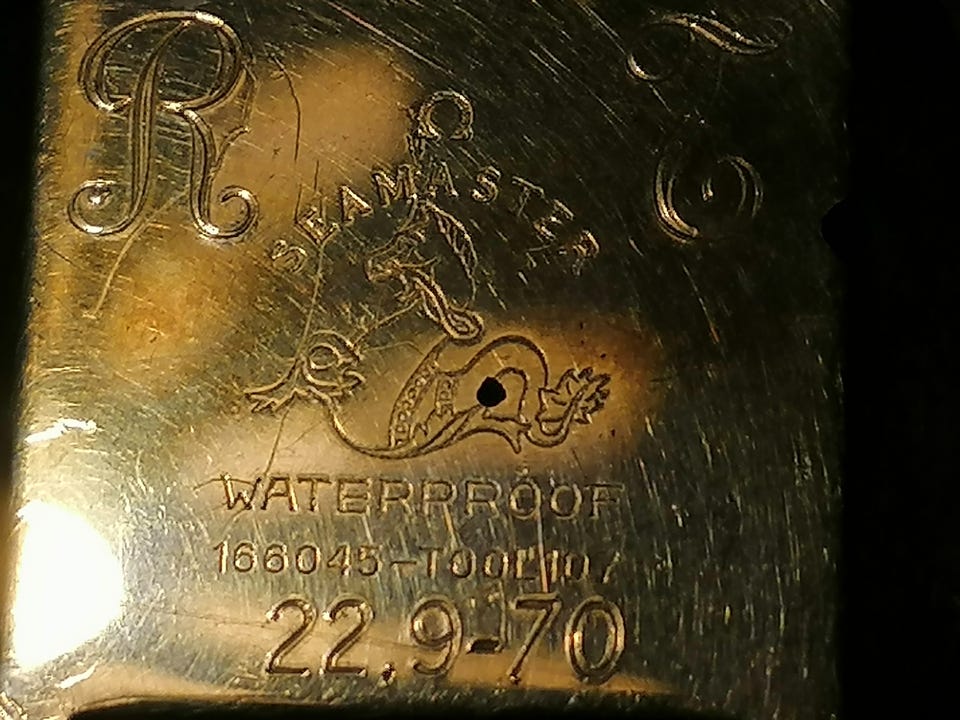 R
Ω
SEAMASTER
WATERPROOF
166045-TOOL107
22,9-70